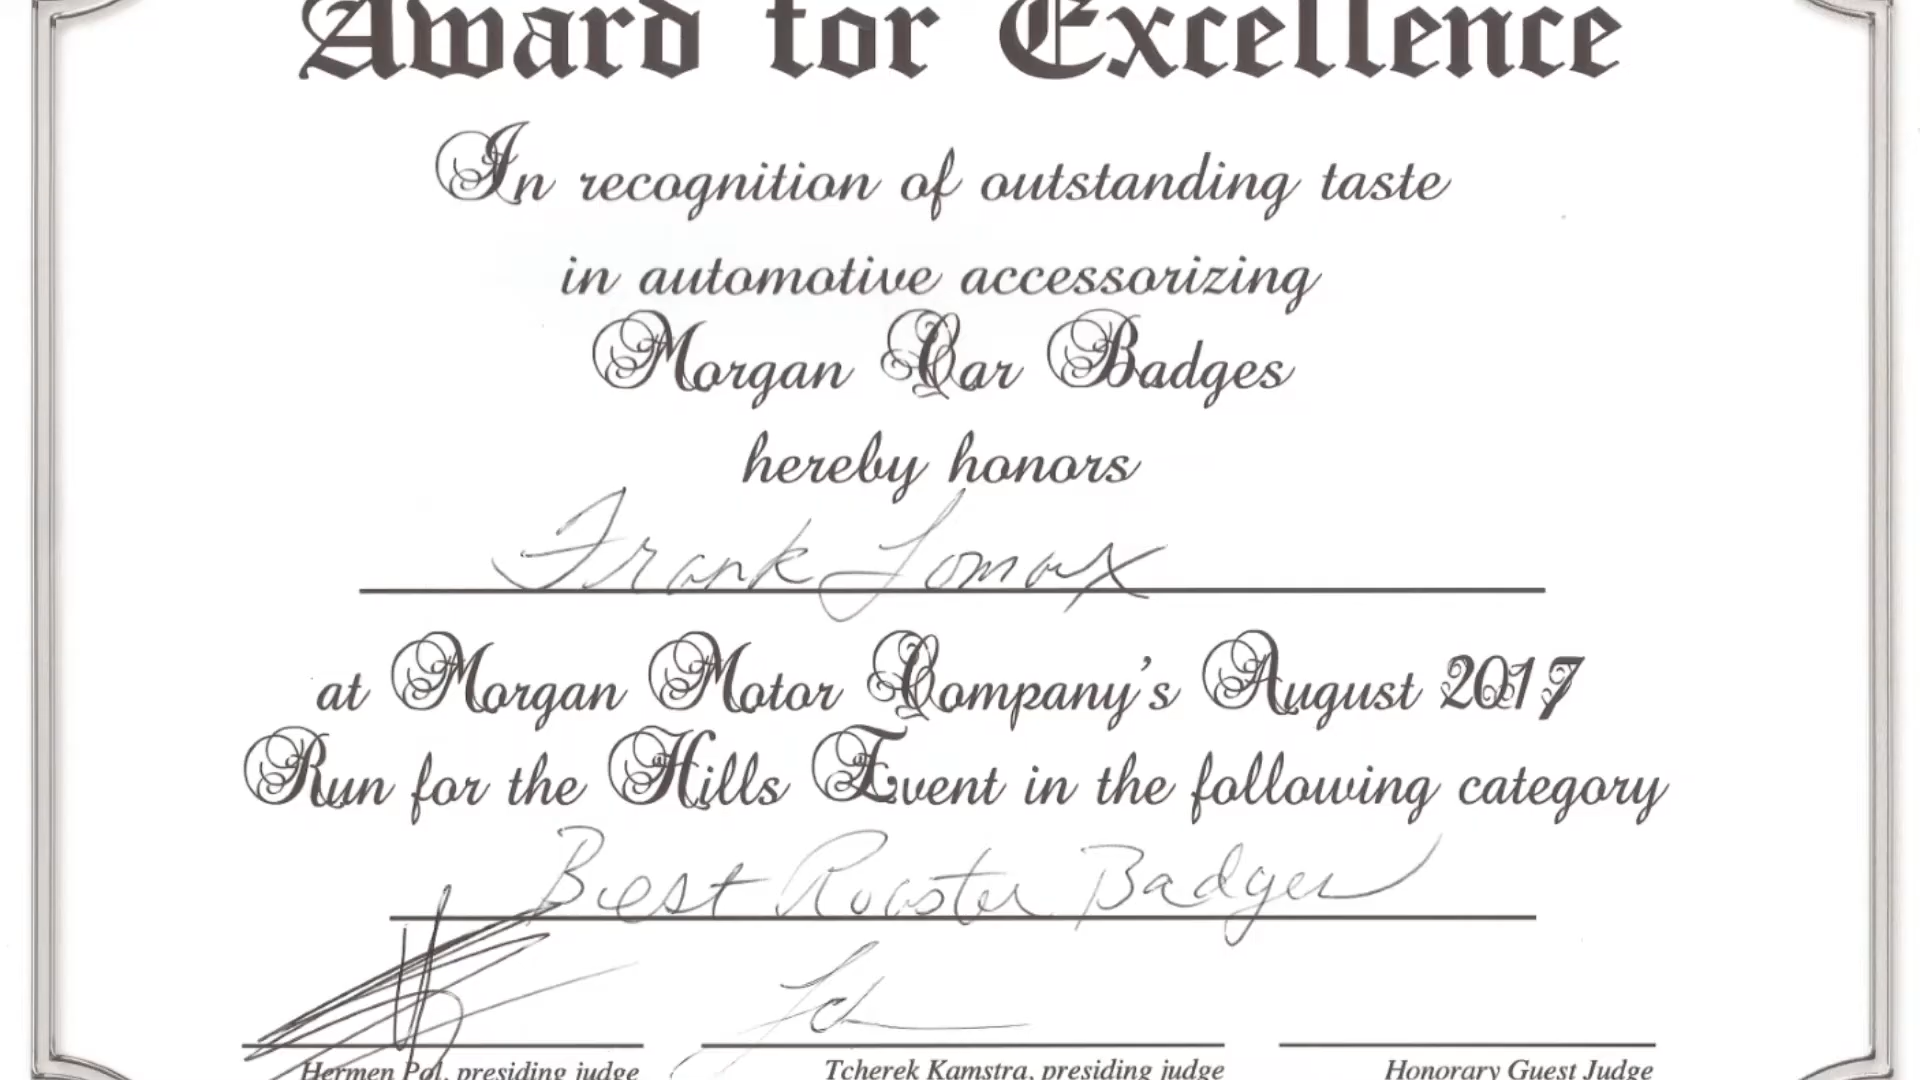 Award for Excellence
In recognition of outstanding taste
in automotive accessorizing
Morgan Car Badges
hereby honors
Frank Lomax
at Morgan Motor Company's August 2017
Run for the Hills Event in the following category
Best Rooster Badger
Hermen Pol, presiding judge
Tcherek Kamstra, presiding judge
Honorary Guest Judge